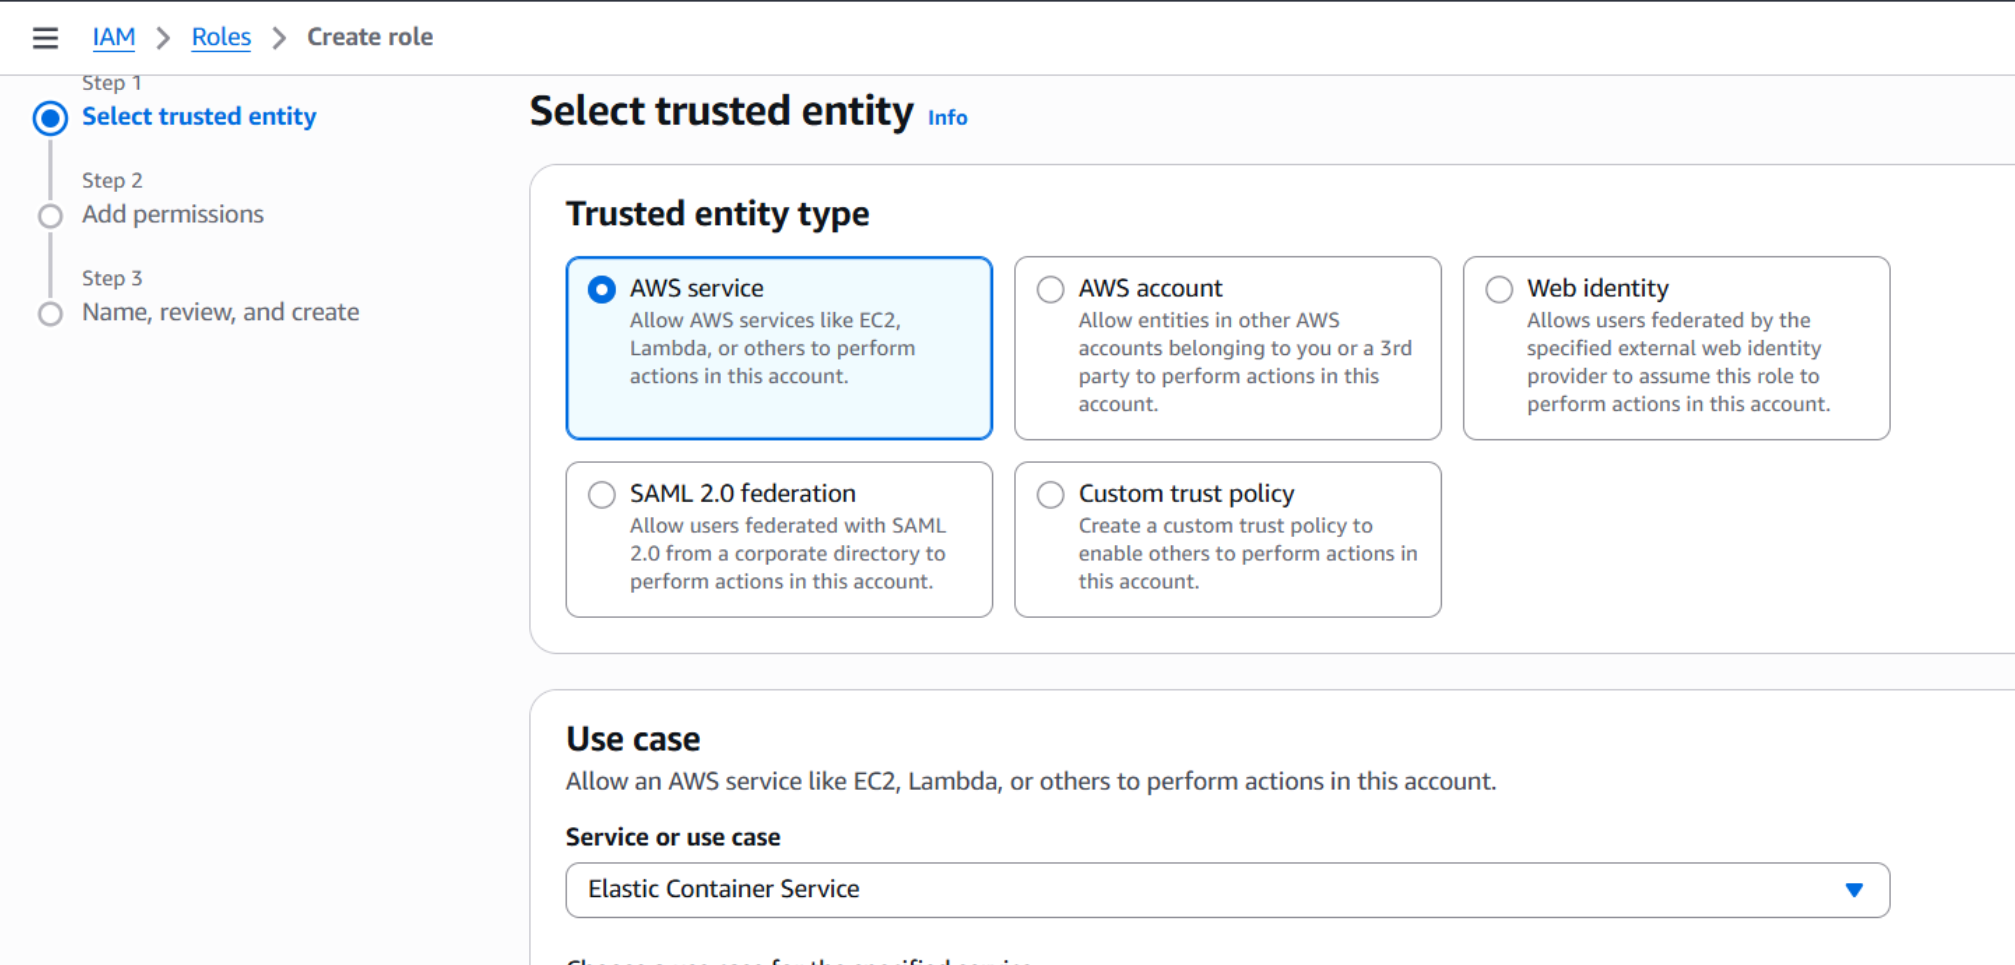 IAM > Roles > Create role
Step 1
Select trusted entity
Step 2
Add permissions
Step 3
Name, review, and create
Select trusted entity Info
Trusted entity type
AWS service
Allow AWS services like EC2,
Lambda, or others to perform
actions in this account.
AWS account
Allow entities in other AWS
accounts belonging to you or a 3rd
party to perform actions in this
account.
Web identity
Allows users federated by the
specified external web identity
provider to assume this role to
perform actions in this account.
SAML 2.0 federation
Allow users federated with SAML
2.0 from a corporate directory to
perform actions in this account.
Custom trust policy
Create a custom trust policy to
enable others to perform actions in
this account.
Use case
Allow an AWS service like EC2, Lambda, or others to perform actions in this account.
Service or use case
Elastic Container Service
Choose a use case for the specified service